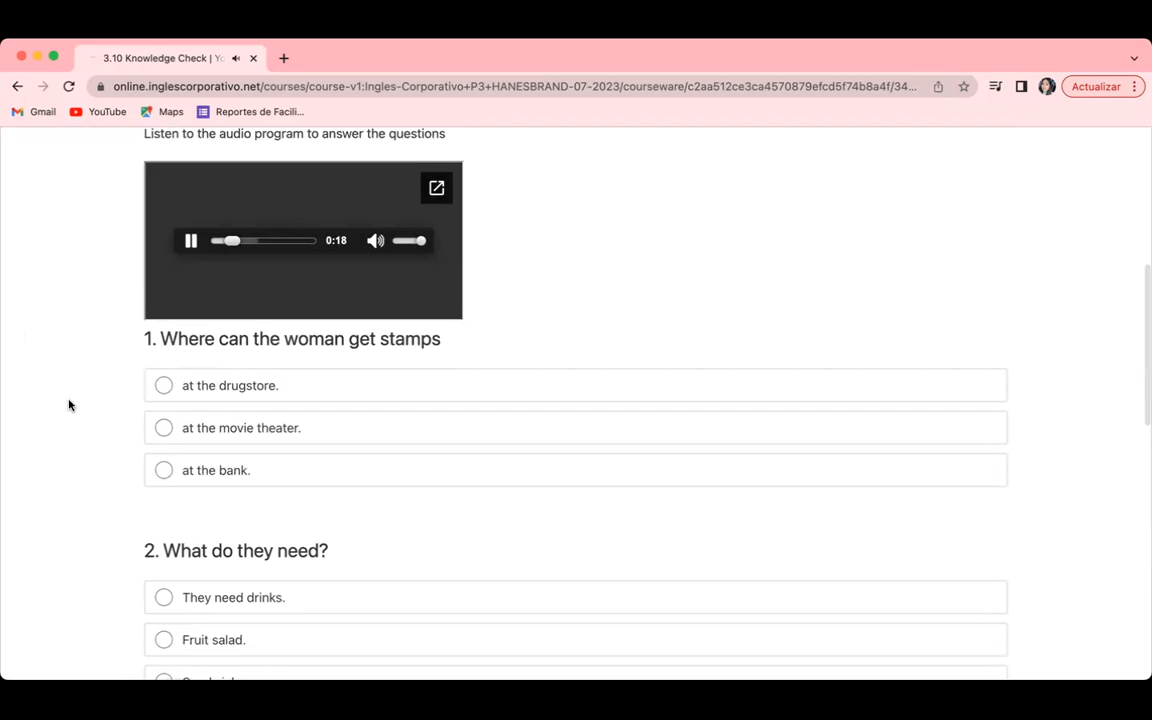 3.10 Knowledge Check | Yo
online.inglescorporativo.net/courses/course-v1:Ingles-Corporativo+P3+HANESBRAND-07-2023/courseware/c2aa512ce3ca4570879efcd5f74b8a4f/34...
Actualizar
Gmail YouTube Maps Reportes de Facili...
Listen to the audio program to answer the questions
0:18
1. Where can the woman get stamps
at the drugstore.
at the movie theater.
at the bank.
2. What do they need?
They need drinks.
Fruit salad.